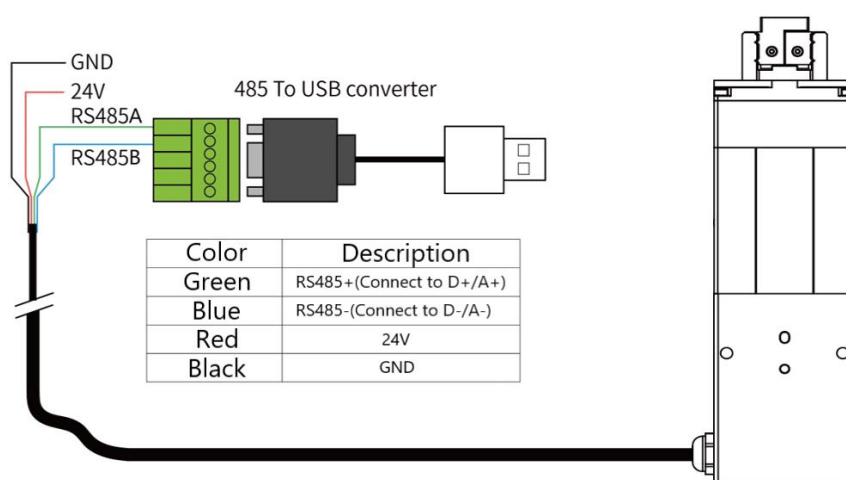 GND
24V
RS485A
RS485B
485 To USB converter
Color Description
Green RS485+(Connect to D+/A+)
Blue RS485-(Connect to D-/A-)
Red 24V
Black GND